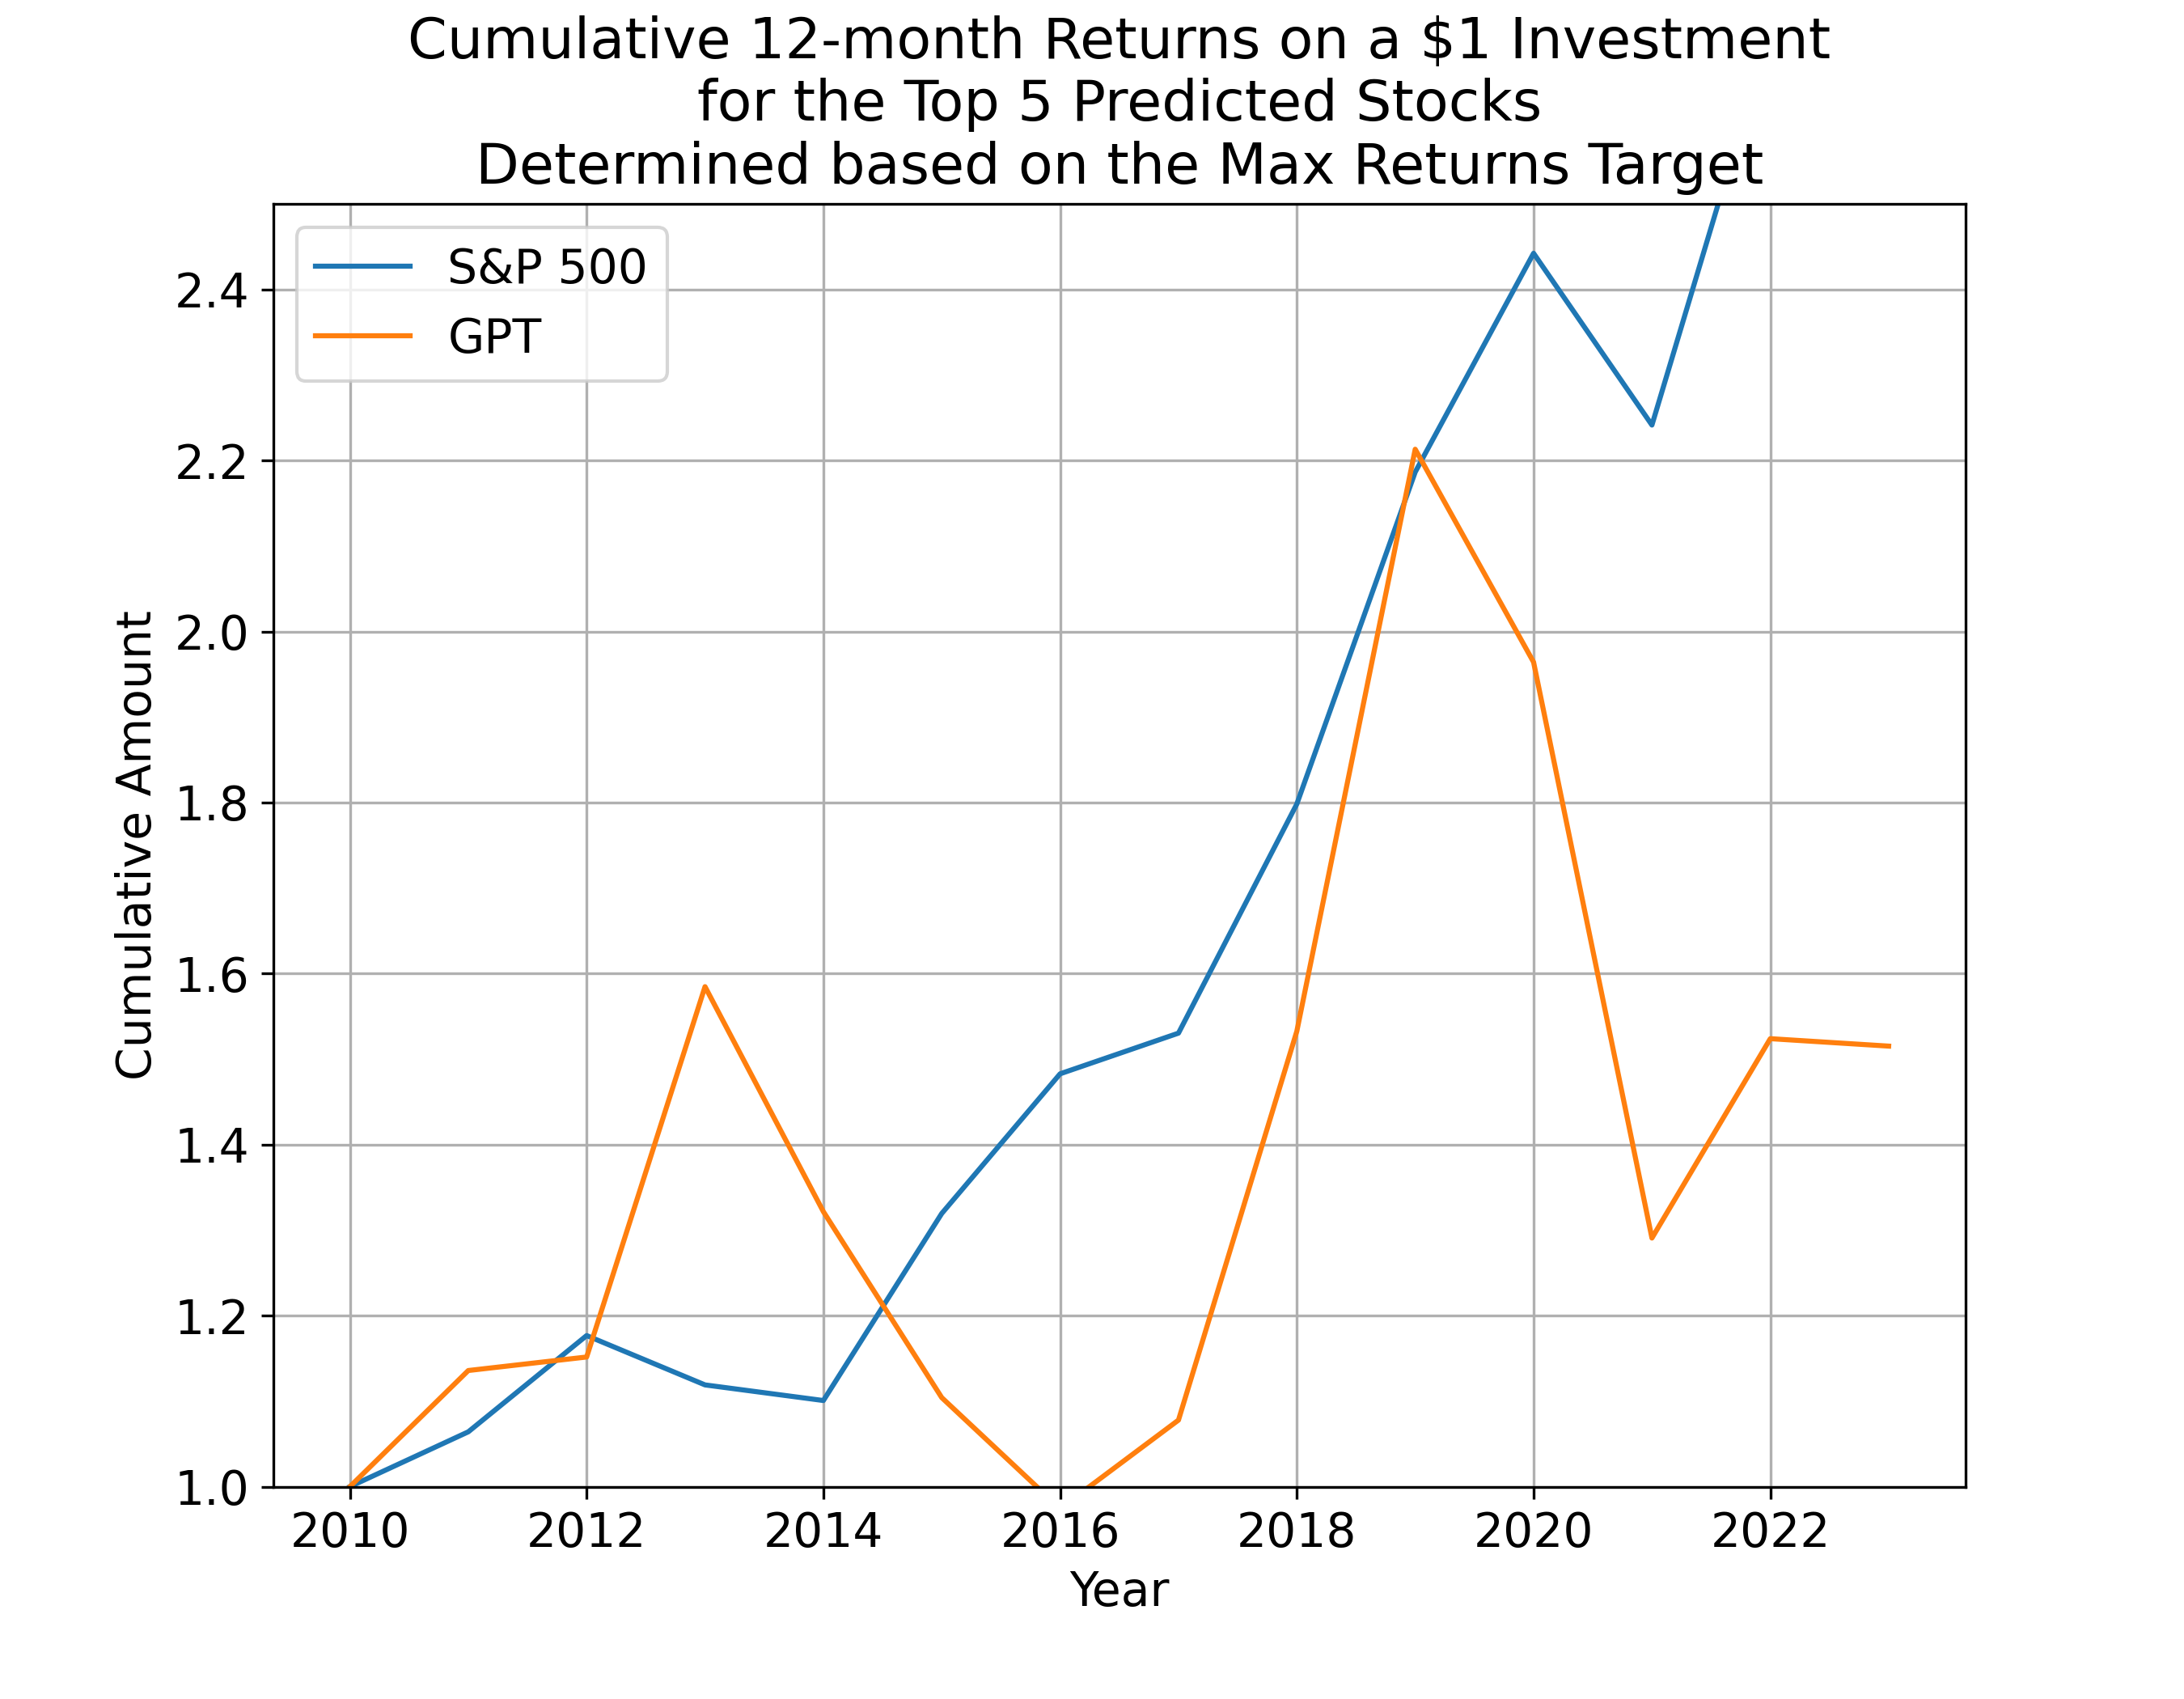 Cumulative 12-month Returns on a $1 Investment
for the Top 5 Predicted Stocks
Determined based on the Max Returns Target
S&P 500
GPT
2.4
2.2
2.0
1.8
1.6
1.4
1.2
1.0
Cumulative Amount
2010 2012 2014 2016 2018 2020 2022
Year